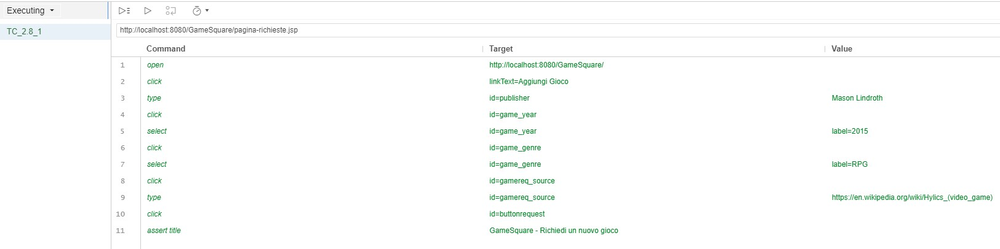 Executing
TC_2.8_1
http://localhost:8080/GameSquare/pagina-richieste.jsp
Command Target Value
1 open http://localhost:8080/GameSquare/
2 click linkText=Aggiungi Gioco
3 type id=publisher Mason Lindroth
4 click id=game_year
5 select id=game_year label=2015
6 click id=game_genre
7 select id=game_genre label=RPG
8 click id=gamereq_source
9 type id=gamereq_source https://en.wikipedia.org/wiki/Hylics_(video_game)
10 click id=buttonrequest
11 assert title GameSquare - Richiedi un nuovo gioco